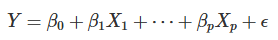 Y = β₀ + β₁X₁ + ⋯ + βₚXₚ + ϵ